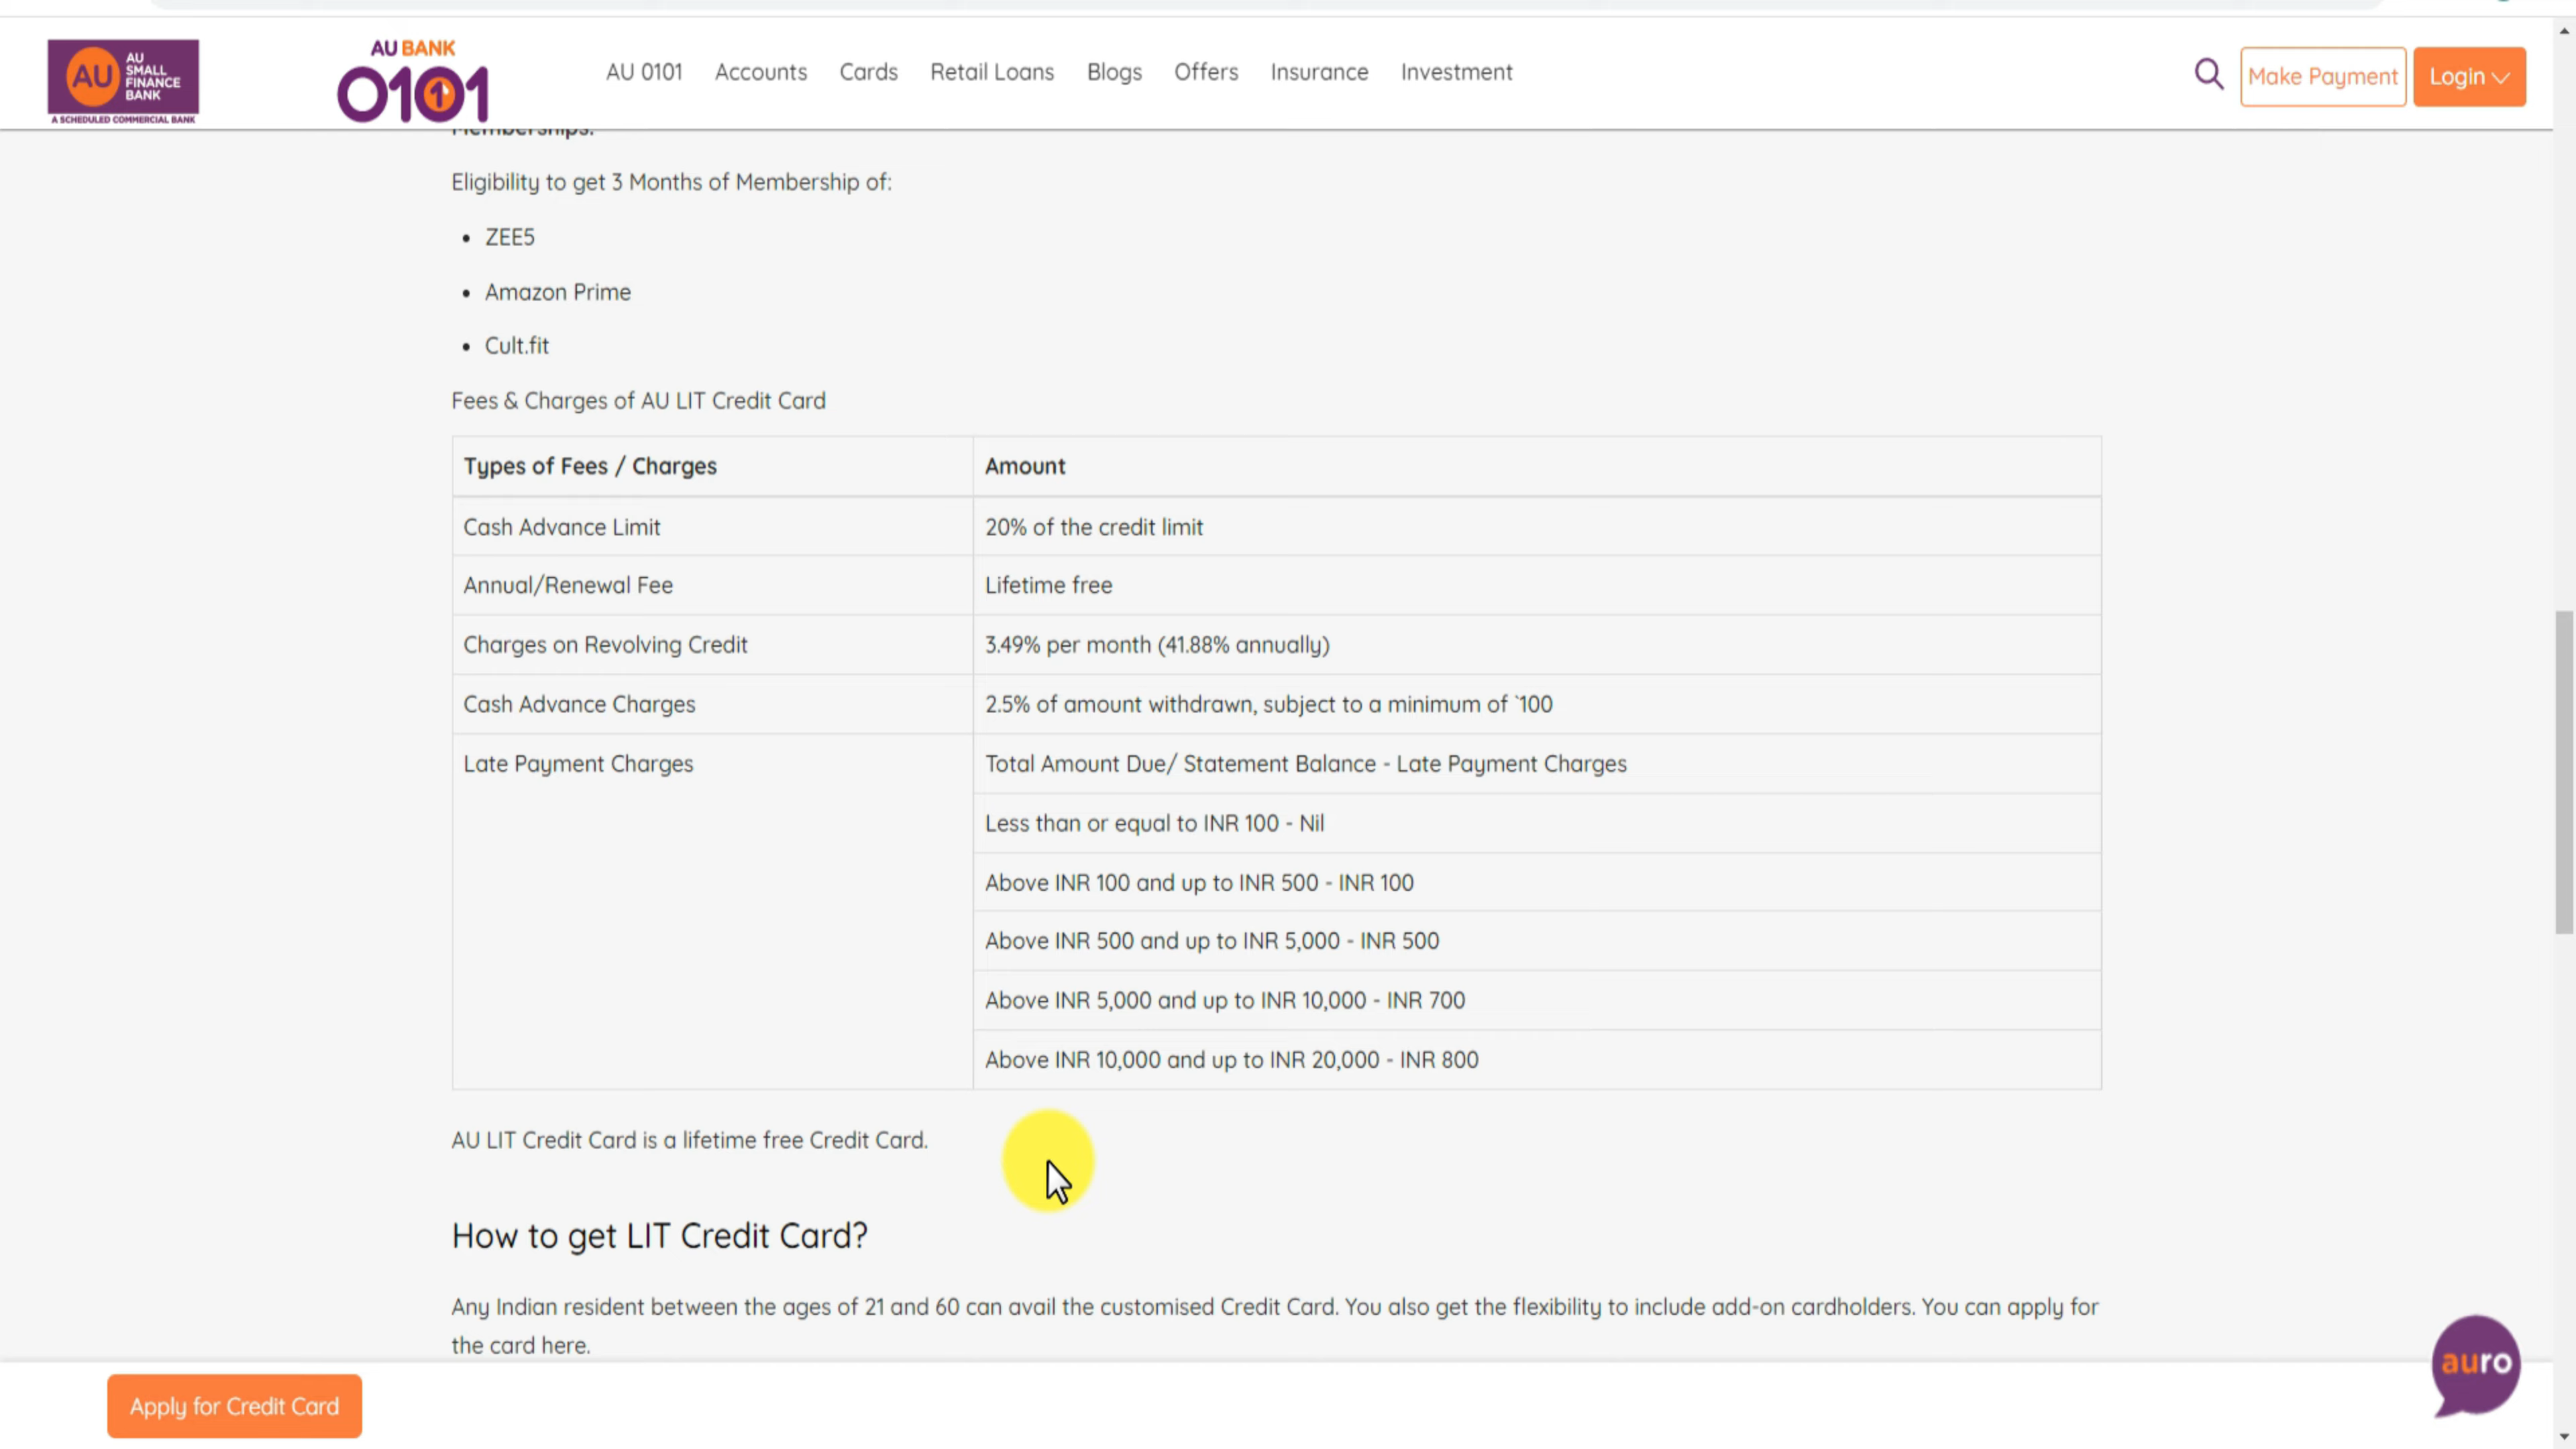 AU
AU
SMALL
FINANCE
BANK
A SCHEDULED COMMERCIAL BANK
AU BANK
0101
AU 0101 Accounts Cards Retail Loans Blogs Offers Insurance Investment
Make Payment
Login
Memberships:
Eligibility to get 3 Months of Membership of:
• ZEE5
• Amazon Prime
• Cult.fit
Fees & Charges of AU LIT Credit Card
Types of Fees / Charges Amount
Cash Advance Limit 20% of the credit limit
Annual/Renewal Fee Lifetime free
Charges on Revolving Credit 3.49% per month (41.88% annually)
Cash Advance Charges 2.5% of amount withdrawn, subject to a minimum of `100
Late Payment Charges Total Amount Due/ Statement Balance - Late Payment Charges
Less than or equal to INR 100 - Nil
Above INR 100 and up to INR 500 - INR 100
Above INR 500 and up to INR 5,000 - INR 500
Above INR 5,000 and up to INR 10,000 - INR 700
Above INR 10,000 and up to INR 20,000 - INR 800
AU LIT Credit Card is a lifetime free Credit Card.
How to get LIT Credit Card?
Any Indian resident between the ages of 21 and 60 can avail the customised Credit Card. You also get the flexibility to include add-on cardholders. You can apply for
the card here.
Apply for Credit Card
auro